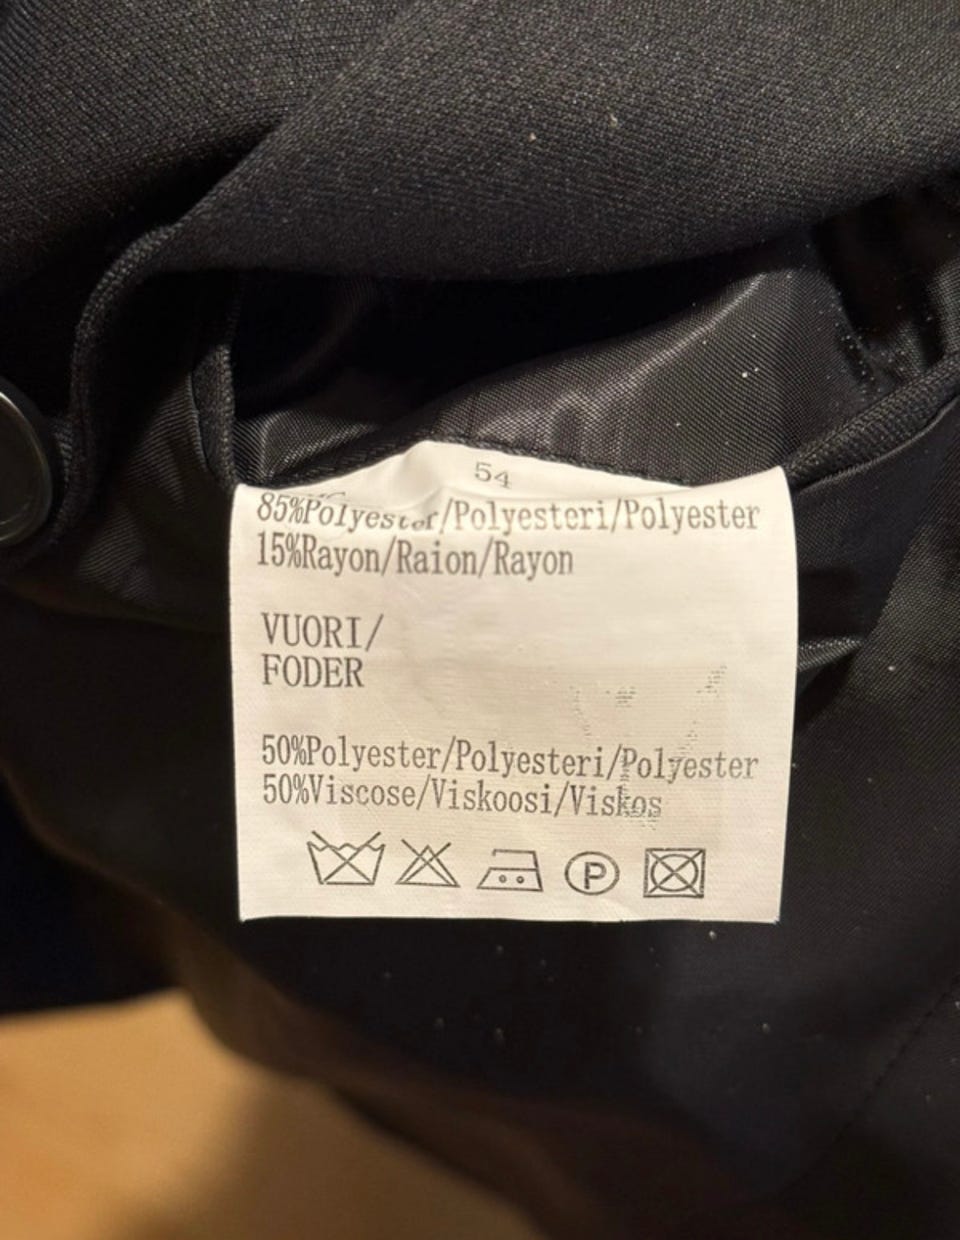 54
85%Polyester/Polyesteri/Polyester
15%Rayon/Raion/Rayon
VUORI/
FODER
50%Polyester/Polyesteri/Polyester
50%Viscose/Viskoosi/Viskos
P